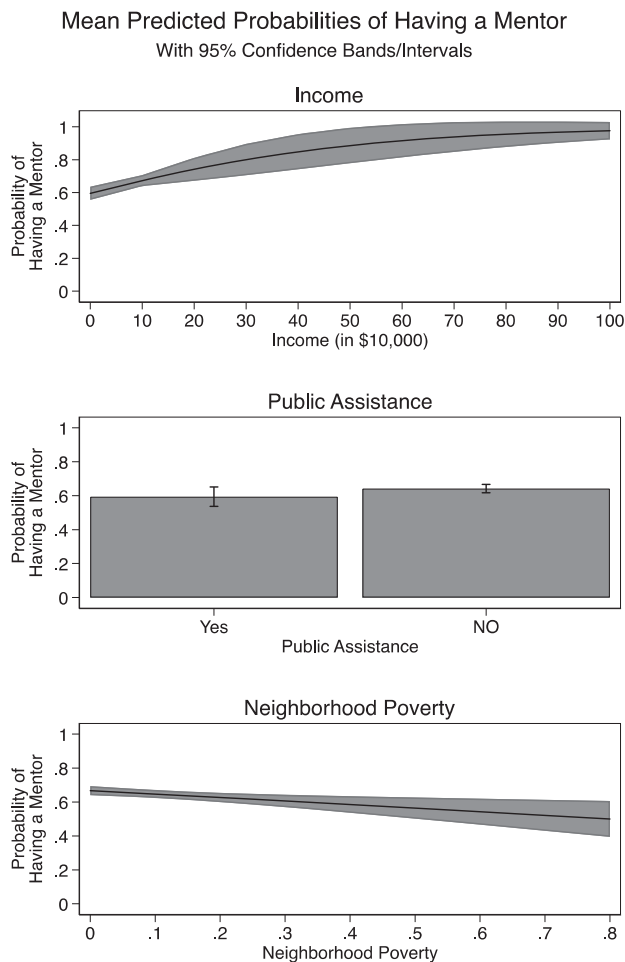 Mean Predicted Probabilities of Having a Mentor
With 95% Confidence Bands/Intervals
Income
Probability of
Having a Mentor
1
.8
.6
.4
.2
0
0 10 20 30 40 50 60 70 80 90 100
Income (in $10,000)
Public Assistance
Probability of
Having a Mentor
1
.8
.6
.4
.2
0
Yes NO
Public Assistance
Neighborhood Poverty
Probability of
Having a Mentor
1
.8
.6
.4
.2
0
0 .1 .2 .3 .4 .5 .6 .7 .8
Neighborhood Poverty